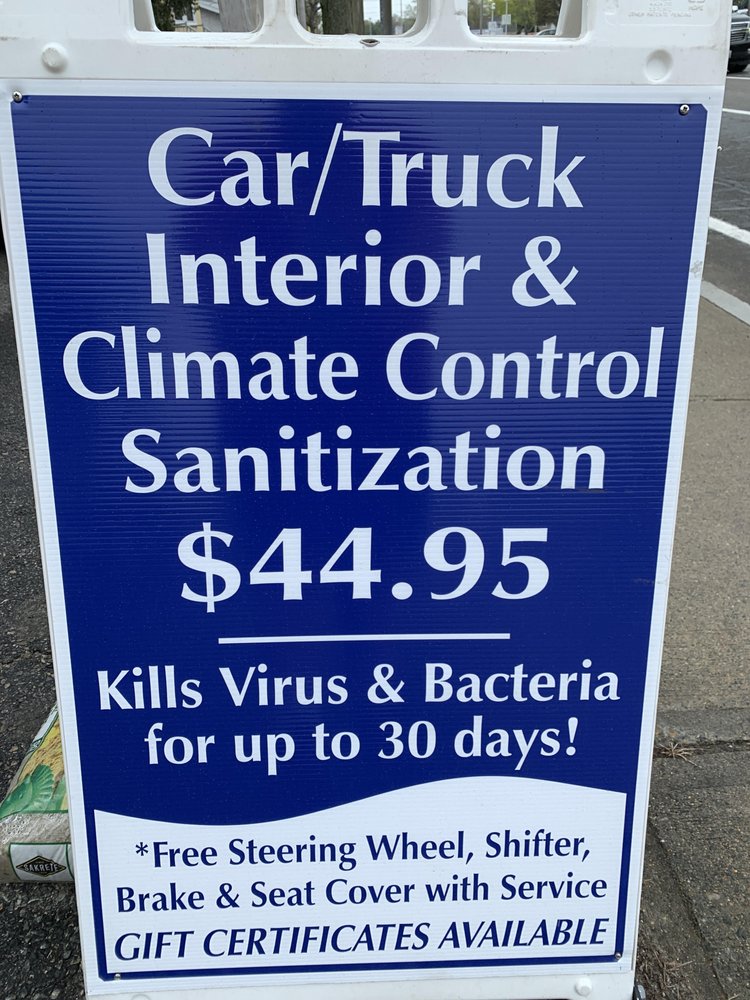 Car/Truck
Interior &
Climate Control
Sanitization
$44.95
Kills Virus & Bacteria
for up to 30 days!
*Free Steering Wheel, Shifter,
Brake & Seat Cover with Service
GIFT CERTIFICATES AVAILABLE
SAKRETE